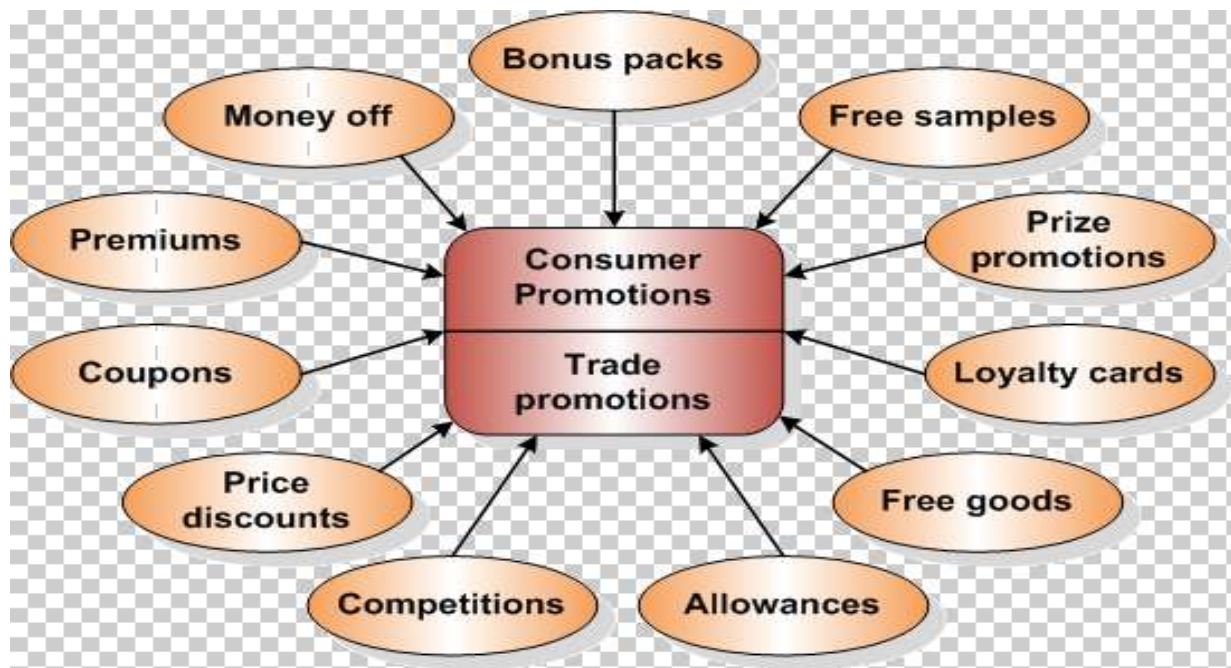 Bonus packs
Money off
Free samples
Premiums
Prize
promotions
Consumer
Promotions
Coupons
Trade
promotions
Loyalty cards
Price
discounts
Free goods
Competitions
Allowances